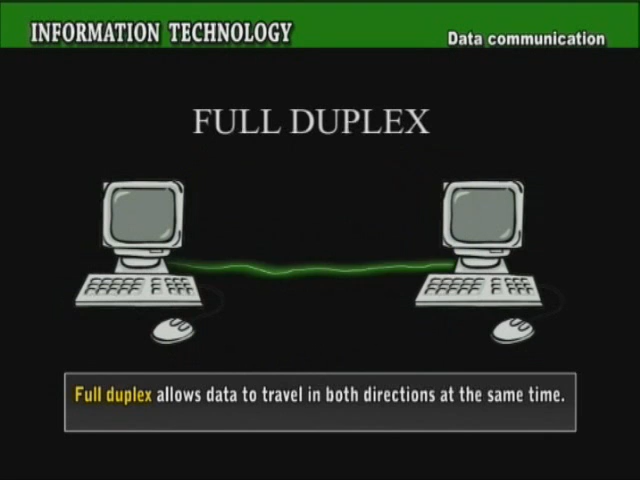 INFORMATION TECHNOLOGY
Data communication
FULL DUPLEX
Full duplex allows data to travel in both directions at the same time.